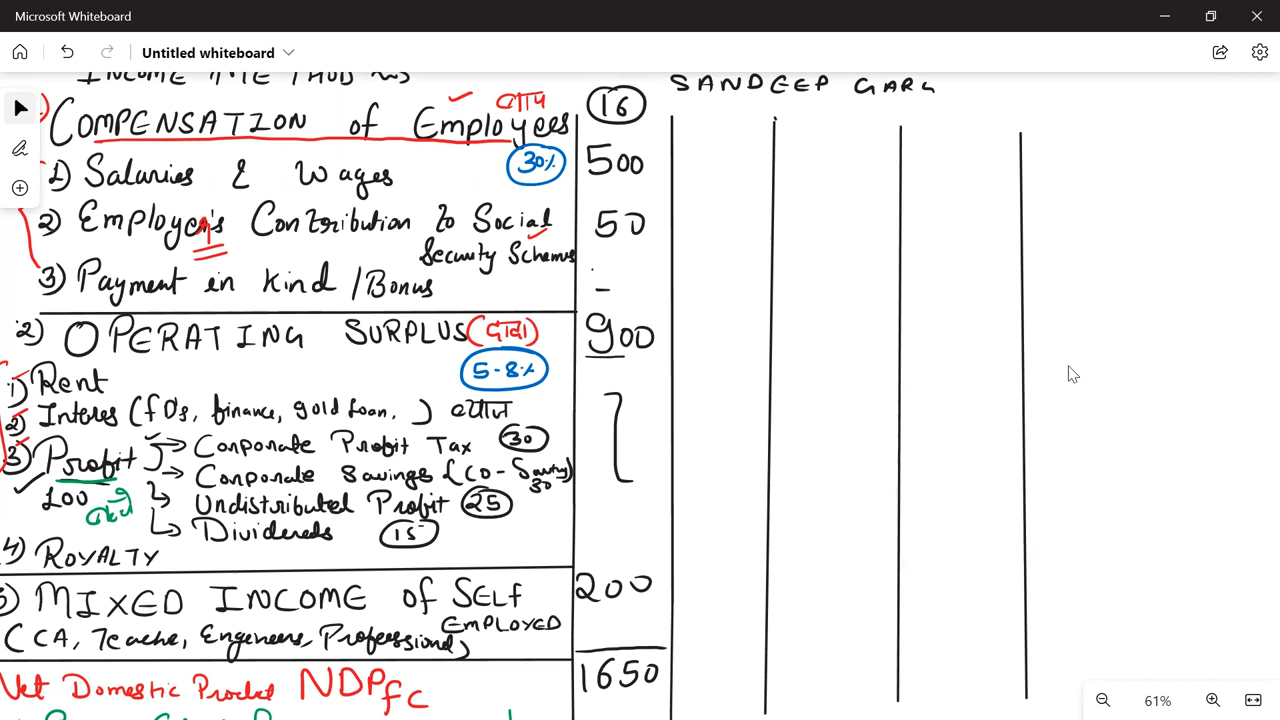 Microsoft Whiteboard
Untitled whiteboard
INCOME METHOD
SANDEEP GARG
COMPENSATION of Employees 16
1) Salaries & Wages 30% 500
2) Employer's Contribution to Social 50
Security Schemes
3) Payment in Kind / Bonus -
2) OPERATING SURPLUS 900
5-8%
1) Rent
2) Interes (FD's, finance, gold loan, ) ब्याज
3) Profit → Corporate Profit Tax 30
→ Corporate Savings (CO-Saving) 30
100 → Undistributed Profit 25
→ Dividends 15
4) ROYALTY
3) MIXED INCOME of SELF 200
EMPLOYED
(CA, Teache, Engineers, Professional)
1650
Net Domestic Product NDPfc
61%